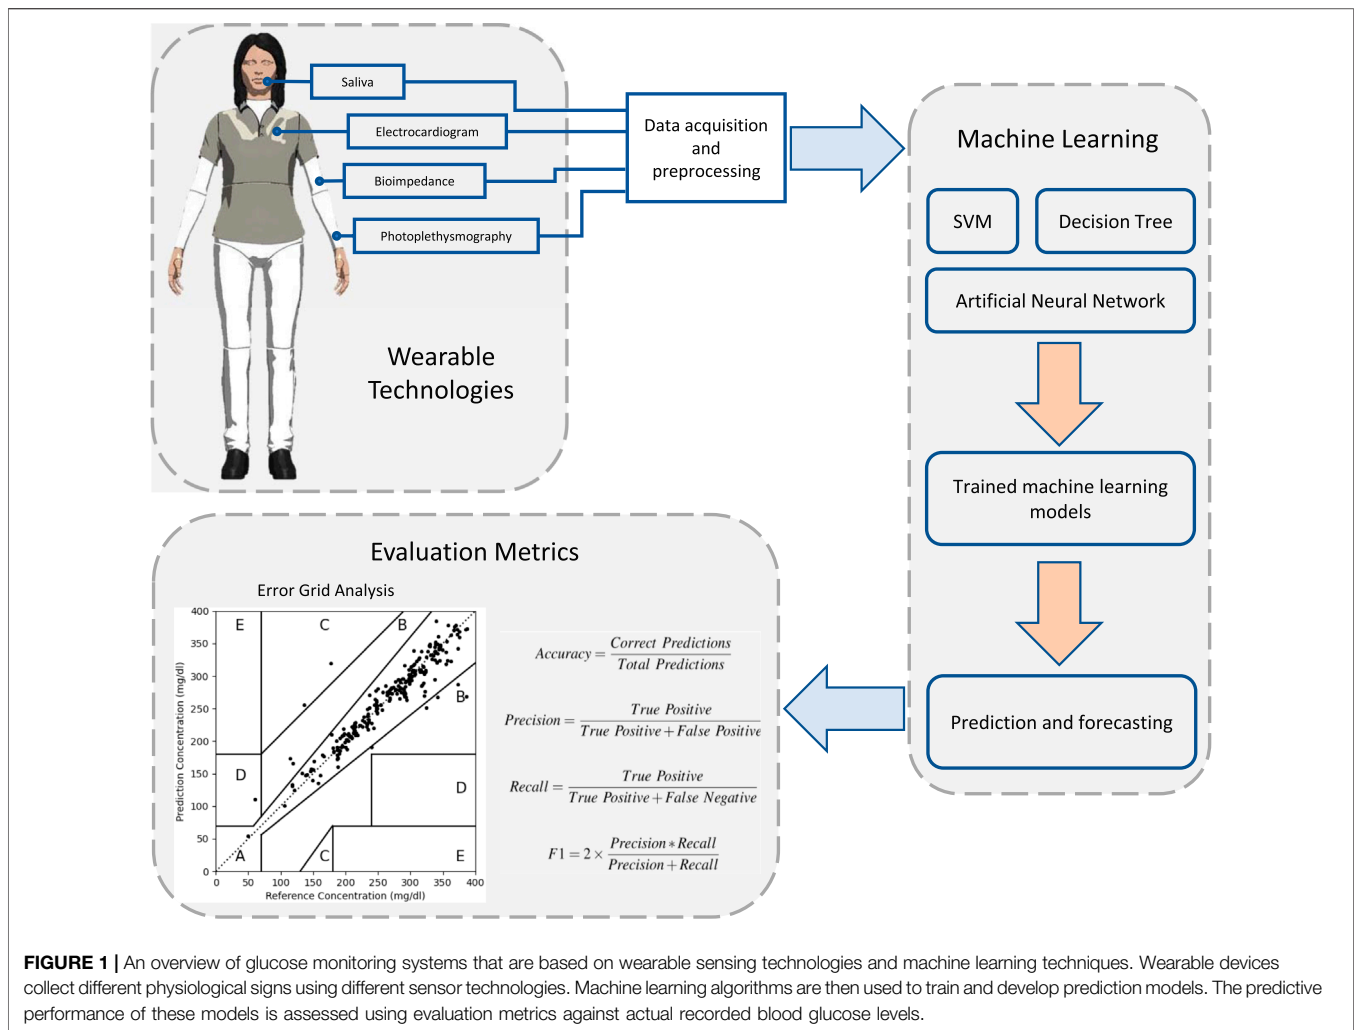 Saliva
Electrocardiogram
Bioimpedance
Photoplethysmography
Wearable
Technologies
Data acquisition
and
preprocessing
Machine Learning
SVM
Decision Tree
Artificial Neural Network
Trained machine learning
models
Prediction and forecasting
Evaluation Metrics
Error Grid Analysis
400
350
300
250
200
150
100
50
0
Prediction Concentration (mg/dl)
E
C
B
B
D
D
A
C
E
0 50 100 150 200 250 300 350 400
Reference Concentration (mg/dl)
Accuracy = Correct Predictions / Total Predictions
Precision = True Positive / True Positive + False Positive
Recall = True Positive / True Positive + False Negative
F1 = 2 × Precision * Recall / Precision + Recall
FIGURE 1 | An overview of glucose monitoring systems that are based on wearable sensing technologies and machine learning techniques. Wearable devices
collect different physiological signs using different sensor technologies. Machine learning algorithms are then used to train and develop prediction models. The predictive
performance of these models is assessed using evaluation metrics against actual recorded blood glucose levels.